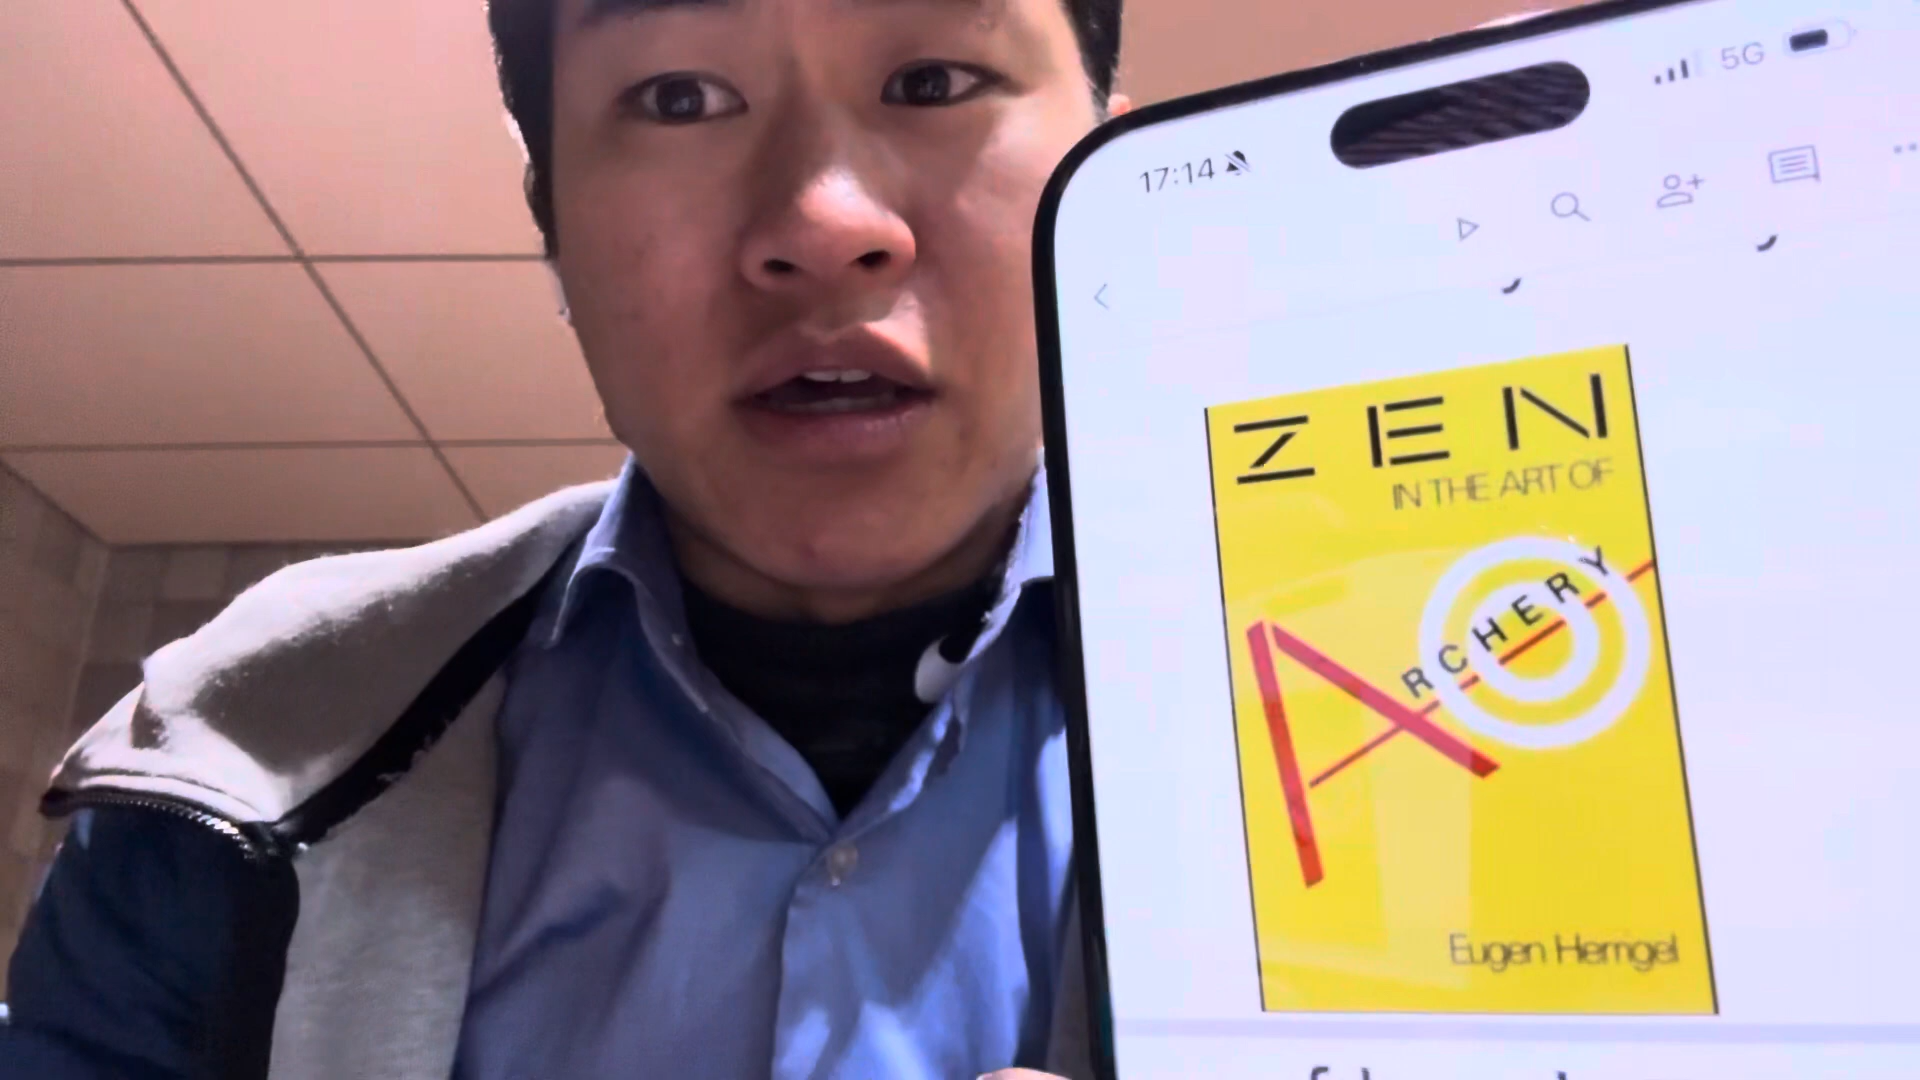 17:14
5G
ZEN
IN THE ART OF
ARCHERY
Eugen Herrigel